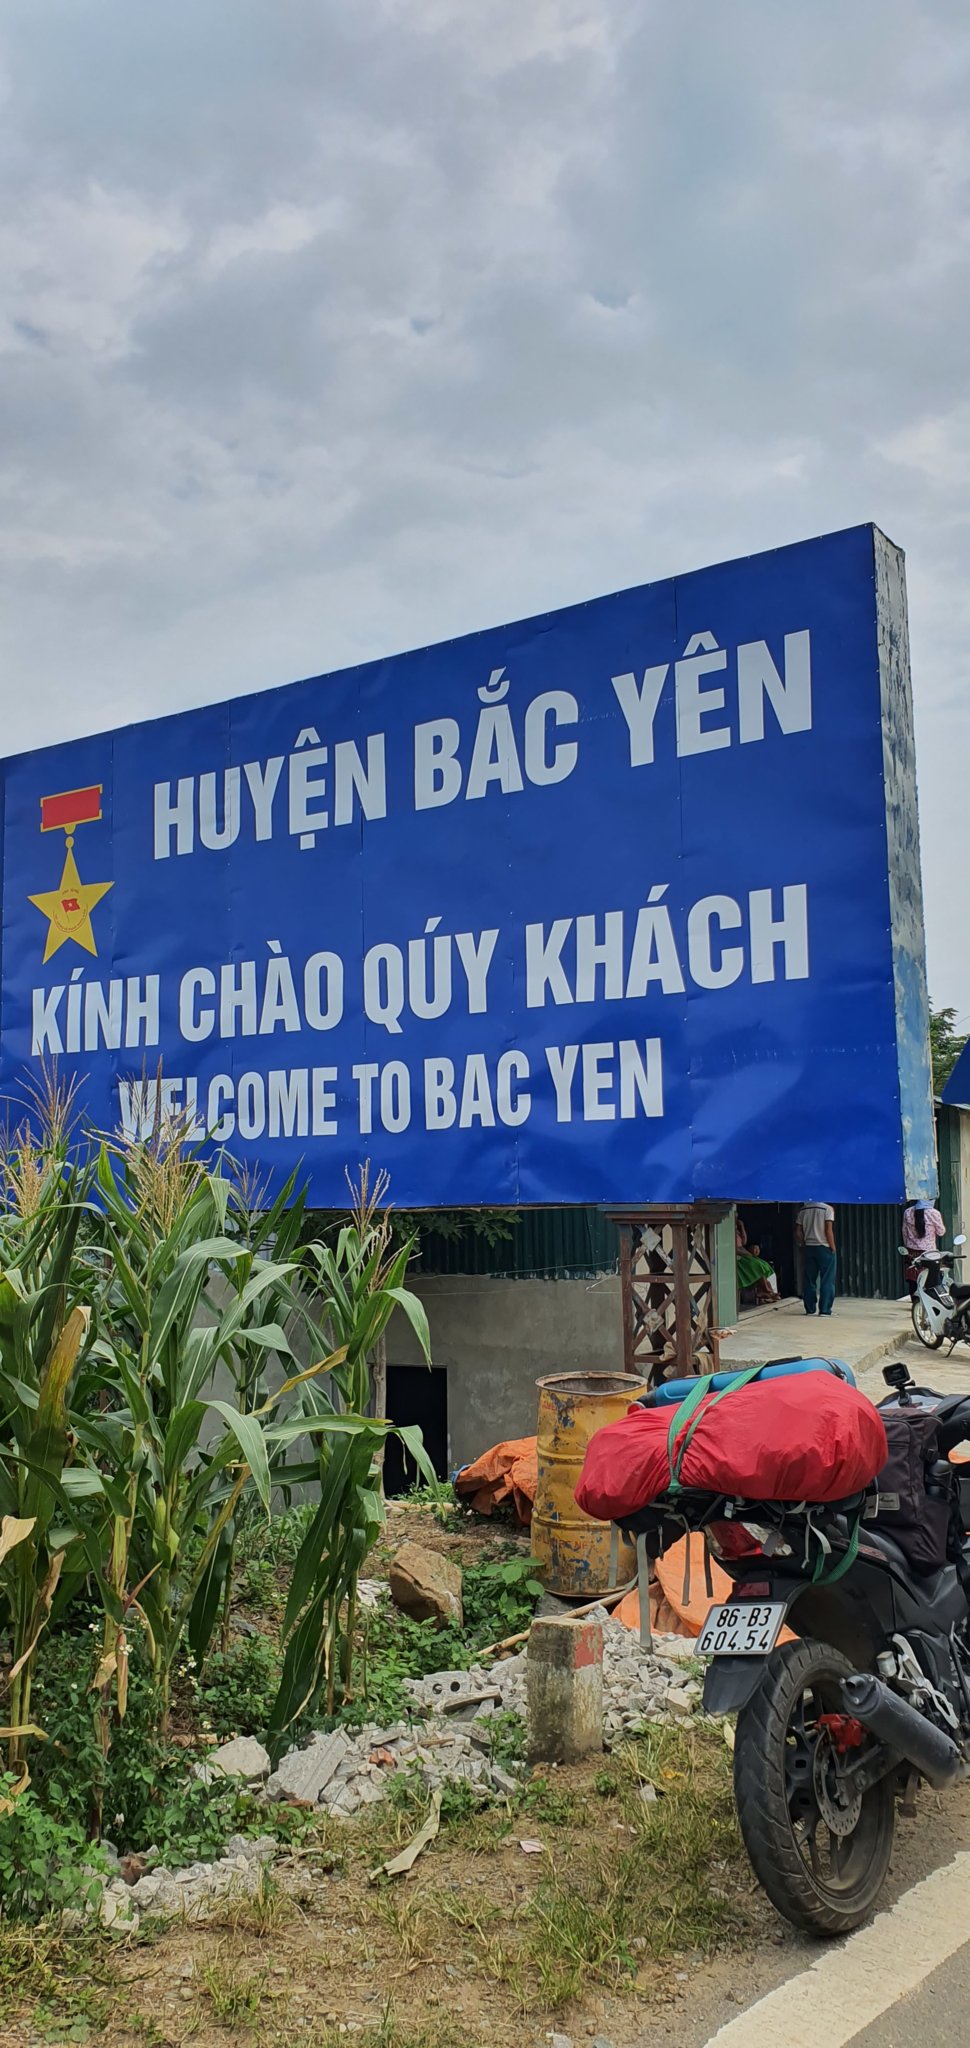 HUYỆN BẮC YÊN
KÍNH CHÀO QÚY KHÁCH
WELCOME TO BAC YEN
86-B3
604.54